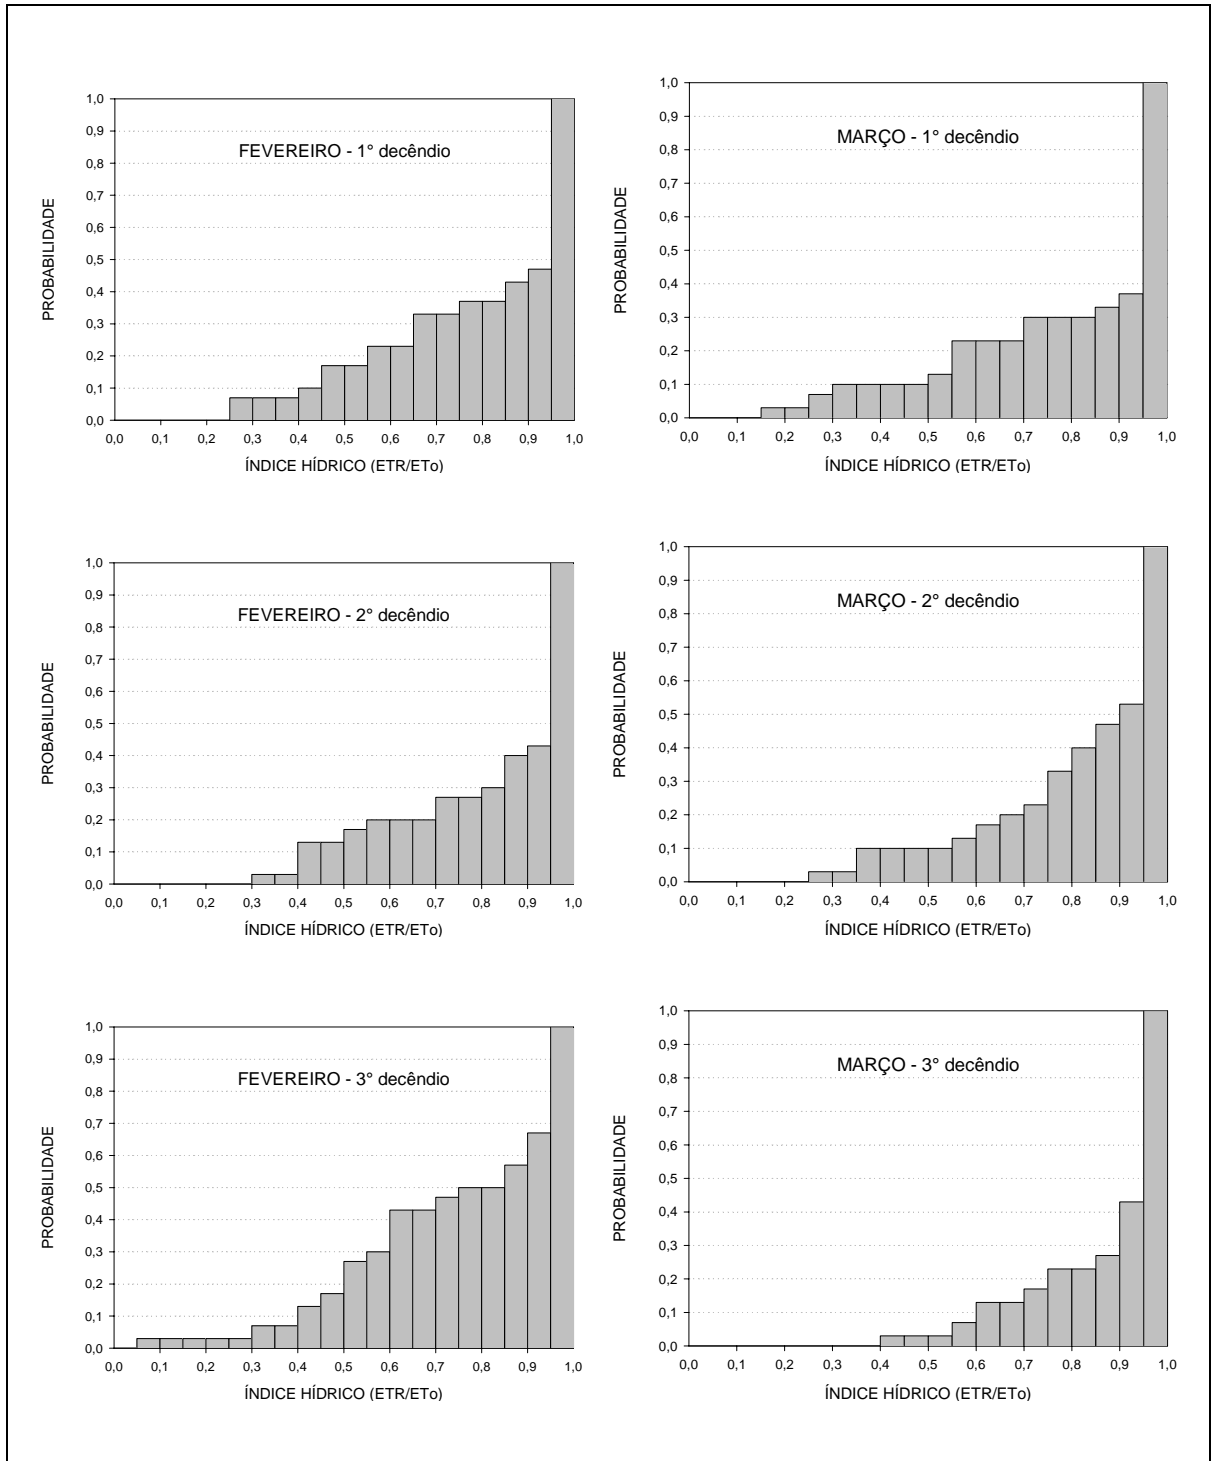 FEVEREIRO - 1° decêndio
PROBABILIDADE
1,0
0,9
0,8
0,7
0,6
0,5
0,4
0,3
0,2
0,1
0,0
0,0 0,1 0,2 0,3 0,4 0,5 0,6 0,7 0,8 0,9 1,0
ÍNDICE HÍDRICO (ETR/ETo)
MARÇO - 1° decêndio
PROBABILIDADE
1,0
0,9
0,8
0,7
0,6
0,5
0,4
0,3
0,2
0,1
0,0
0,0 0,1 0,2 0,3 0,4 0,5 0,6 0,7 0,8 0,9 1,0
ÍNDICE HÍDRICO (ETR/ETo)
FEVEREIRO - 2° decêndio
PROBABILIDADE
1,0
0,9
0,8
0,7
0,6
0,5
0,4
0,3
0,2
0,1
0,0
0,0 0,1 0,2 0,3 0,4 0,5 0,6 0,7 0,8 0,9 1,0
ÍNDICE HÍDRICO (ETR/ETo)
MARÇO - 2° decêndio
PROBABILIDADE
1,0
0,9
0,8
0,7
0,6
0,5
0,4
0,3
0,2
0,1
0,0
0,0 0,1 0,2 0,3 0,4 0,5 0,6 0,7 0,8 0,9 1,0
ÍNDICE HÍDRICO (ETR/ETo)
FEVEREIRO - 3° decêndio
PROBABILIDADE
1,0
0,9
0,8
0,7
0,6
0,5
0,4
0,3
0,2
0,1
0,0
0,0 0,1 0,2 0,3 0,4 0,5 0,6 0,7 0,8 0,9 1,0
ÍNDICE HÍDRICO (ETR/ETo)
MARÇO - 3° decêndio
PROBABILIDADE
1,0
0,9
0,8
0,7
0,6
0,5
0,4
0,3
0,2
0,1
0,0
0,0 0,1 0,2 0,3 0,4 0,5 0,6 0,7 0,8 0,9 1,0
ÍNDICE HÍDRICO (ETR/ETo)